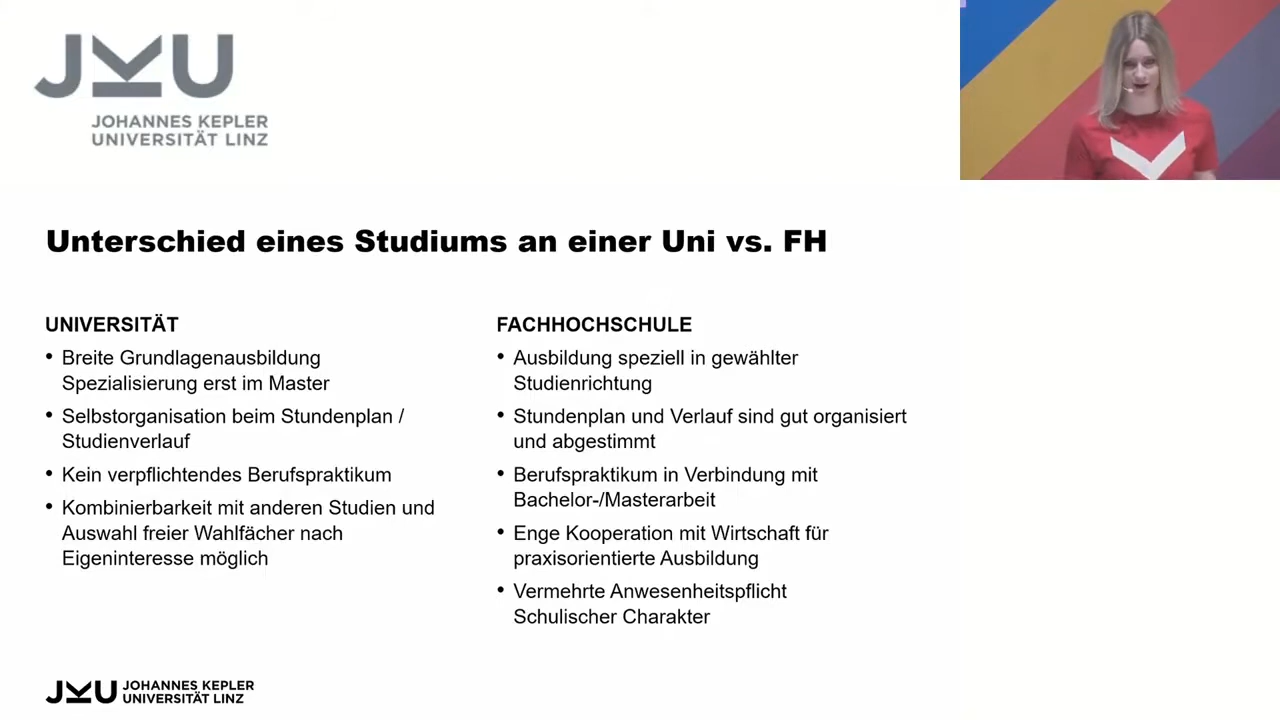 JKU
JOHANNES KEPLER
UNIVERSITÄT LINZ
Unterschied eines Studiums an einer Uni vs. FH
UNIVERSITÄT
• Breite Grundlagenausbildung
Spezialisierung erst im Master
• Selbstorganisation beim Stundenplan /
Studienverlauf
• Kein verpflichtendes Berufspraktikum
• Kombinierbarkeit mit anderen Studien und
Auswahl freier Wahlfächer nach
Eigeninteresse möglich
FACHHOCHSCHULE
• Ausbildung speziell in gewählter
Studienrichtung
• Stundenplan und Verlauf sind gut organisiert
und abgestimmt
• Berufspraktikum in Verbindung mit
Bachelor-/Masterarbeit
• Enge Kooperation mit Wirtschaft für
praxisorientierte Ausbildung
• Vermehrte Anwesenheitspflicht
Schulischer Charakter
JKU JOHANNES KEPLER
UNIVERSITÄT LINZ